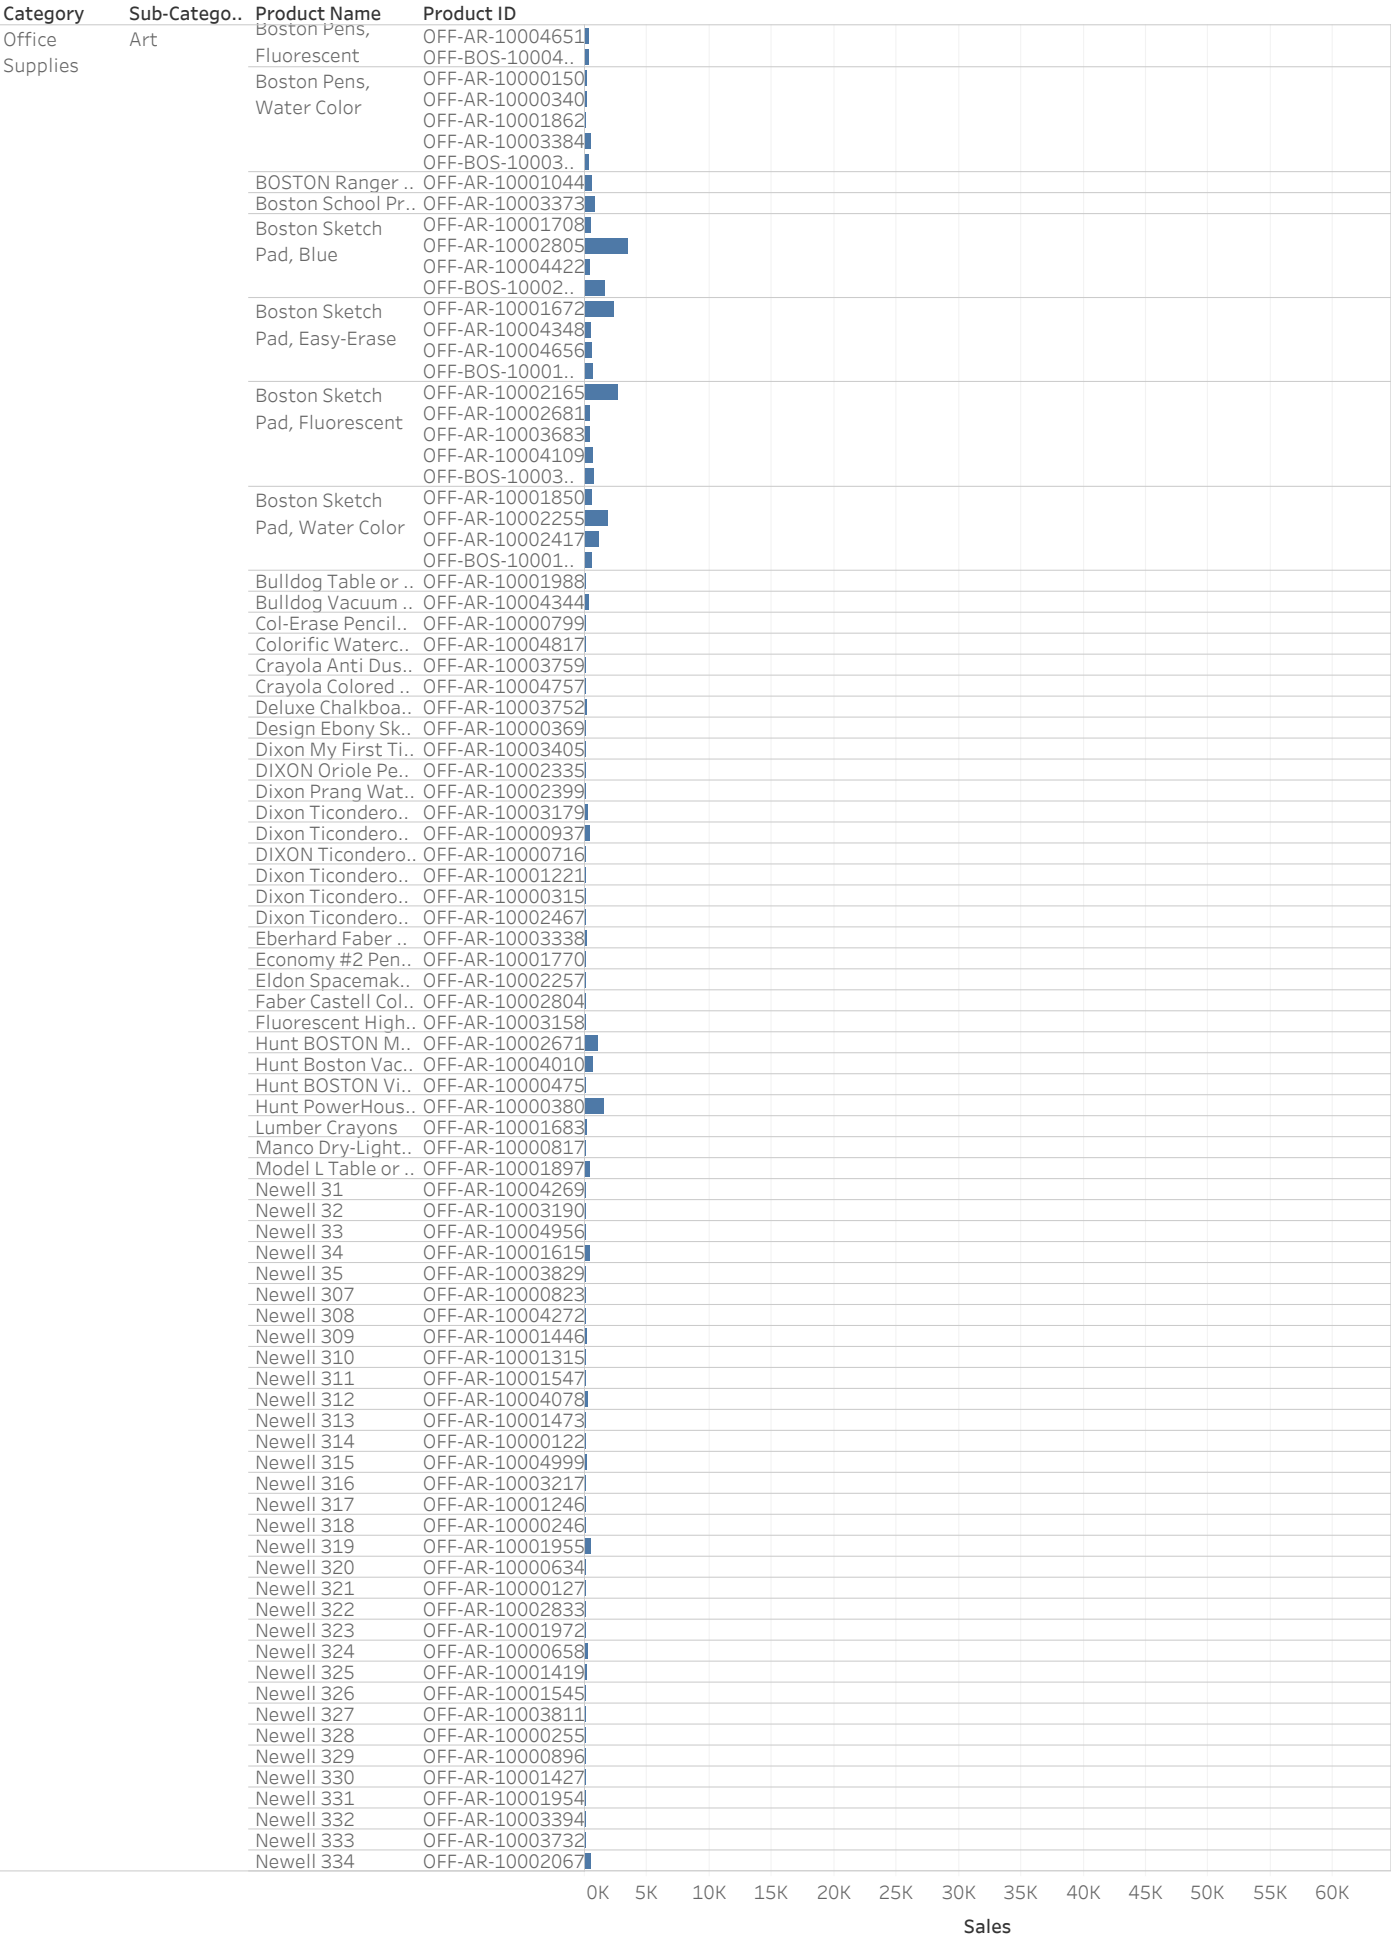 Category Sub-Catego.. Product Name Product ID
Office Supplies Art Boston Pens, Fluorescent OFF-AR-10004651
OFF-BOS-10004..
Boston Pens, Water Color OFF-AR-10000150
OFF-AR-10000340
OFF-AR-10001862
OFF-AR-10003384
OFF-BOS-10003..
BOSTON Ranger .. OFF-AR-10001044
Boston School Pr.. OFF-AR-10003373
Boston Sketch Pad, Blue OFF-AR-10001708
OFF-AR-10002805
OFF-AR-10004422
OFF-BOS-10002..
Boston Sketch Pad, Easy-Erase OFF-AR-10001672
OFF-AR-10004348
OFF-AR-10004656
OFF-BOS-10001..
Boston Sketch Pad, Fluorescent OFF-AR-10002165
OFF-AR-10002681
OFF-AR-10003683
OFF-AR-10004109
OFF-BOS-10003..
Boston Sketch Pad, Water Color OFF-AR-10001850
OFF-AR-10002255
OFF-AR-10002417
OFF-BOS-10001..
Bulldog Table or .. OFF-AR-10001988
Bulldog Vacuum .. OFF-AR-10004344
Col-Erase Pencil.. OFF-AR-10000799
Colorific Waterc.. OFF-AR-10004817
Crayola Anti Dus.. OFF-AR-10003759
Crayola Colored .. OFF-AR-10004757
Deluxe Chalkboa.. OFF-AR-10003752
Design Ebony Sk.. OFF-AR-10000369
Dixon My First Ti.. OFF-AR-10003405
DIXON Oriole Pe.. OFF-AR-10002335
Dixon Prang Wat.. OFF-AR-10002399
Dixon Ticondero.. OFF-AR-10003179
Dixon Ticondero.. OFF-AR-10000937
DIXON Ticondero.. OFF-AR-10000716
Dixon Ticondero.. OFF-AR-10001221
Dixon Ticondero.. OFF-AR-10000315
Dixon Ticondero.. OFF-AR-10002467
Eberhard Faber .. OFF-AR-10003338
Economy #2 Pen.. OFF-AR-10001770
Eldon Spacemak.. OFF-AR-10002257
Faber Castell Col.. OFF-AR-10002804
Fluorescent High.. OFF-AR-10003158
Hunt BOSTON M.. OFF-AR-10002671
Hunt Boston Vac.. OFF-AR-10004010
Hunt BOSTON Vi.. OFF-AR-10000475
Hunt PowerHous.. OFF-AR-10000380
Lumber Crayons OFF-AR-10001683
Manco Dry-Light.. OFF-AR-10000817
Model L Table or .. OFF-AR-10001897
Newell 31 OFF-AR-10004269
Newell 32 OFF-AR-10003190
Newell 33 OFF-AR-10004956
Newell 34 OFF-AR-10001615
Newell 35 OFF-AR-10003829
Newell 307 OFF-AR-10000823
Newell 308 OFF-AR-10004272
Newell 309 OFF-AR-10001446
Newell 310 OFF-AR-10001315
Newell 311 OFF-AR-10001547
Newell 312 OFF-AR-10004078
Newell 313 OFF-AR-10001473
Newell 314 OFF-AR-10000122
Newell 315 OFF-AR-10004999
Newell 316 OFF-AR-10003217
Newell 317 OFF-AR-10001246
Newell 318 OFF-AR-10000246
Newell 319 OFF-AR-10001955
Newell 320 OFF-AR-10000634
Newell 321 OFF-AR-10000127
Newell 322 OFF-AR-10002833
Newell 323 OFF-AR-10001972
Newell 324 OFF-AR-10000658
Newell 325 OFF-AR-10001419
Newell 326 OFF-AR-10001545
Newell 327 OFF-AR-10003811
Newell 328 OFF-AR-10000255
Newell 329 OFF-AR-10000896
Newell 330 OFF-AR-10001427
Newell 331 OFF-AR-10001954
Newell 332 OFF-AR-10003394
Newell 333 OFF-AR-10003732
Newell 334 OFF-AR-10002067
0K 5K 10K 15K 20K 25K 30K 35K 40K 45K 50K 55K 60K
Sales